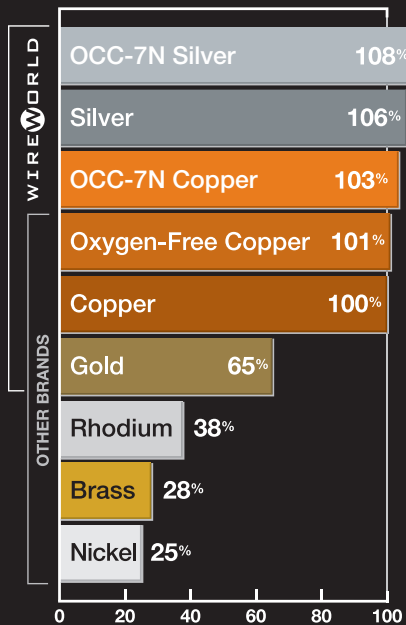 WIREWORLD
OTHER BRANDS
OCC-7N Silver 108%
Silver 106%
OCC-7N Copper 103%
Oxygen-Free Copper 101%
Copper 100%
Gold 65%
Rhodium 38%
Brass 28%
Nickel 25%
0 20 40 60 80 100